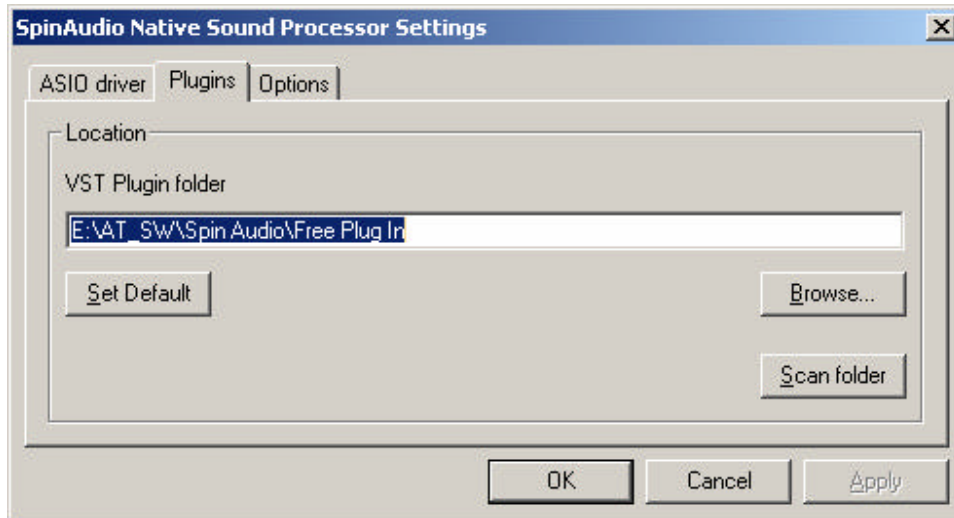 SpinAudio Native Sound Processor Settings
ASIO driver Plugins Options
Location
VST Plugin folder
E:\AT_SW\Spin Audio\Free Plug In
Set Default Browse...
Scan folder
OK Cancel Apply